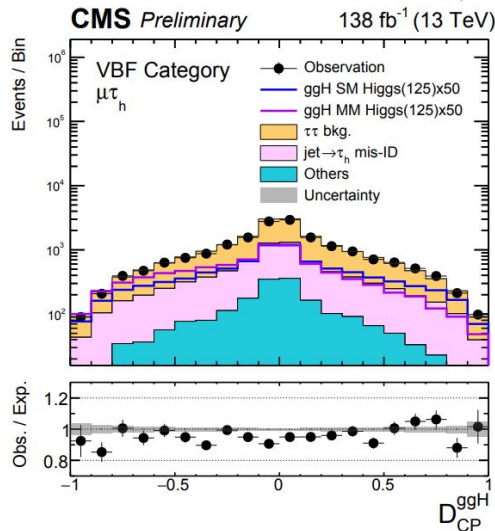 CMS Preliminary 138 fb⁻¹ (13 TeV)
Events / Bin
10⁶
10⁵
10⁴
10³
10²
VBF Category
μτₕ
Observation
ggH SM Higgs(125)x50
ggH MM Higgs(125)x50
ττ bkg.
jet→τₕ mis-ID
Others
Uncertainty
Obs. / Exp.
1.2
1
0.8
−1 −0.5 0 0.5 1
D_CP^ggH